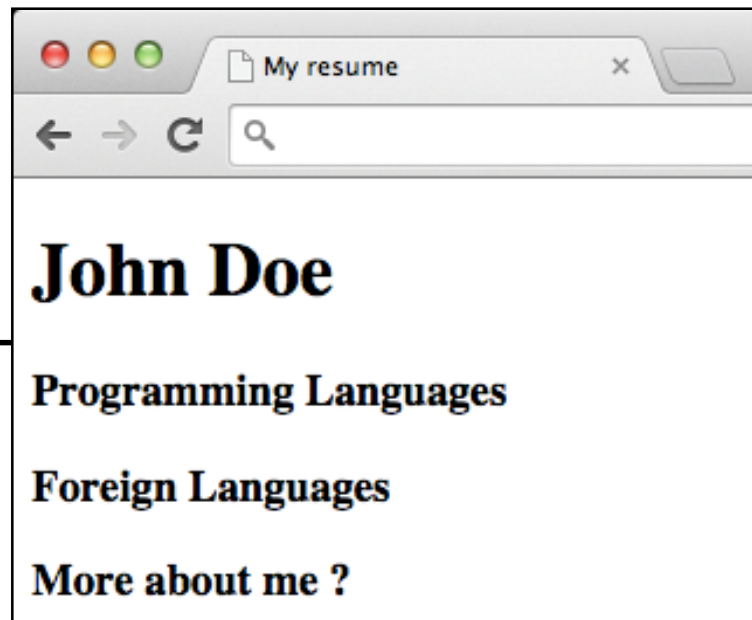 My resume
John Doe
Programming Languages
Foreign Languages
More about me ?